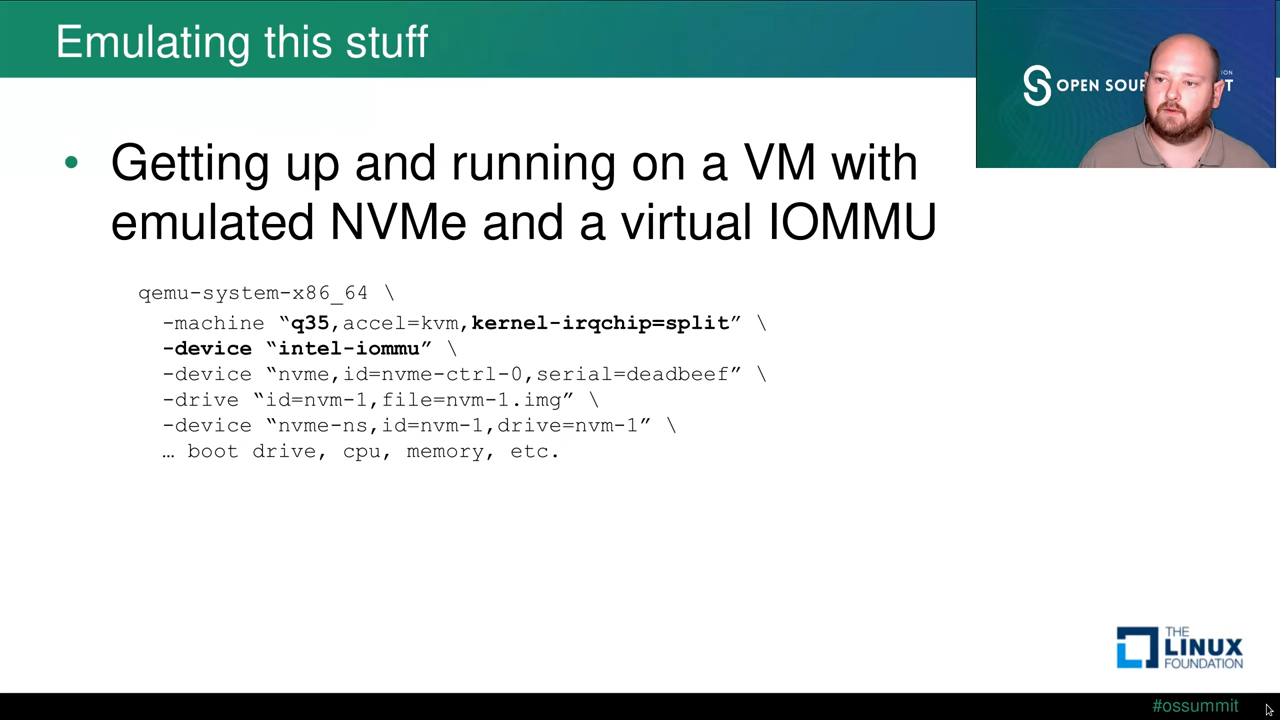 Emulating this stuff
OPEN SOUR
ION
T
• Getting up and running on a VM with
emulated NVMe and a virtual IOMMU
qemu-system-x86_64 \
-machine “q35,accel=kvm,kernel-irqchip=split” \
-device “intel-iommu” \
-device “nvme,id=nvme-ctrl-0,serial=deadbeef” \
-drive “id=nvm-1,file=nvm-1.img” \
-device “nvme-ns,id=nvm-1,drive=nvm-1” \
… boot drive, cpu, memory, etc.
THE
LINUX
FOUNDATION
#ossummit